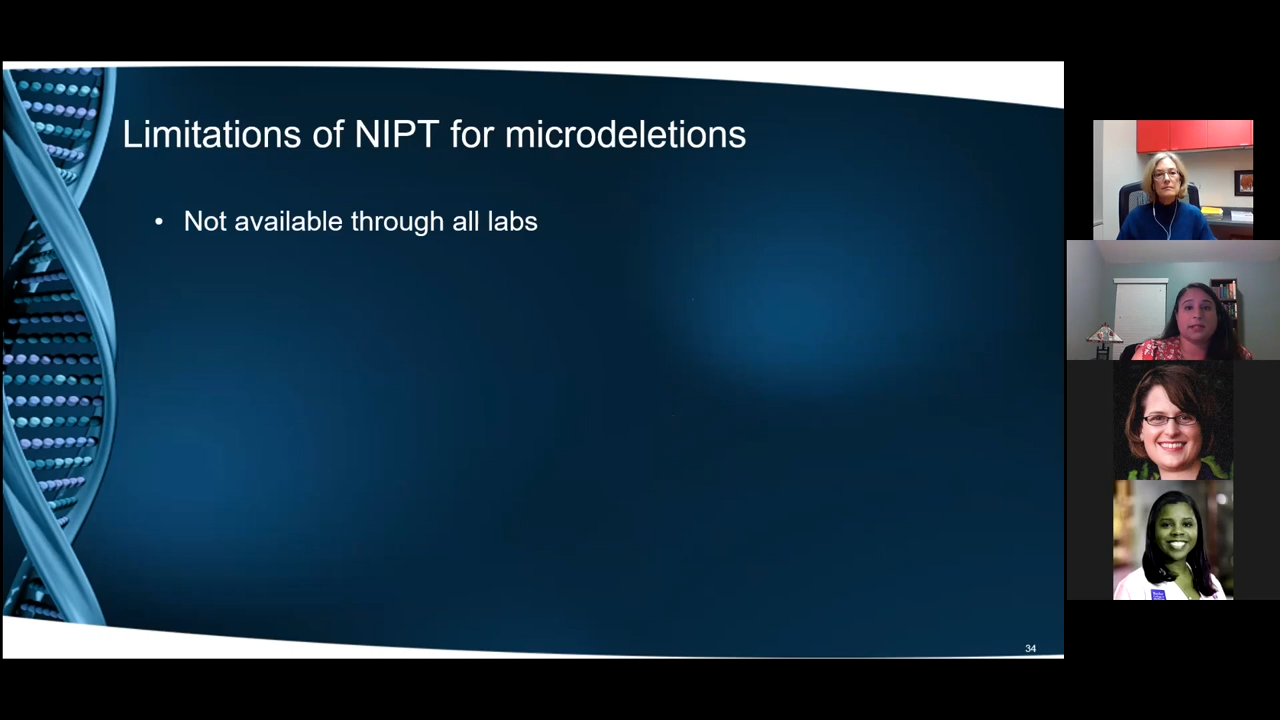 Limitations of NIPT for microdeletions
• Not available through all labs
34